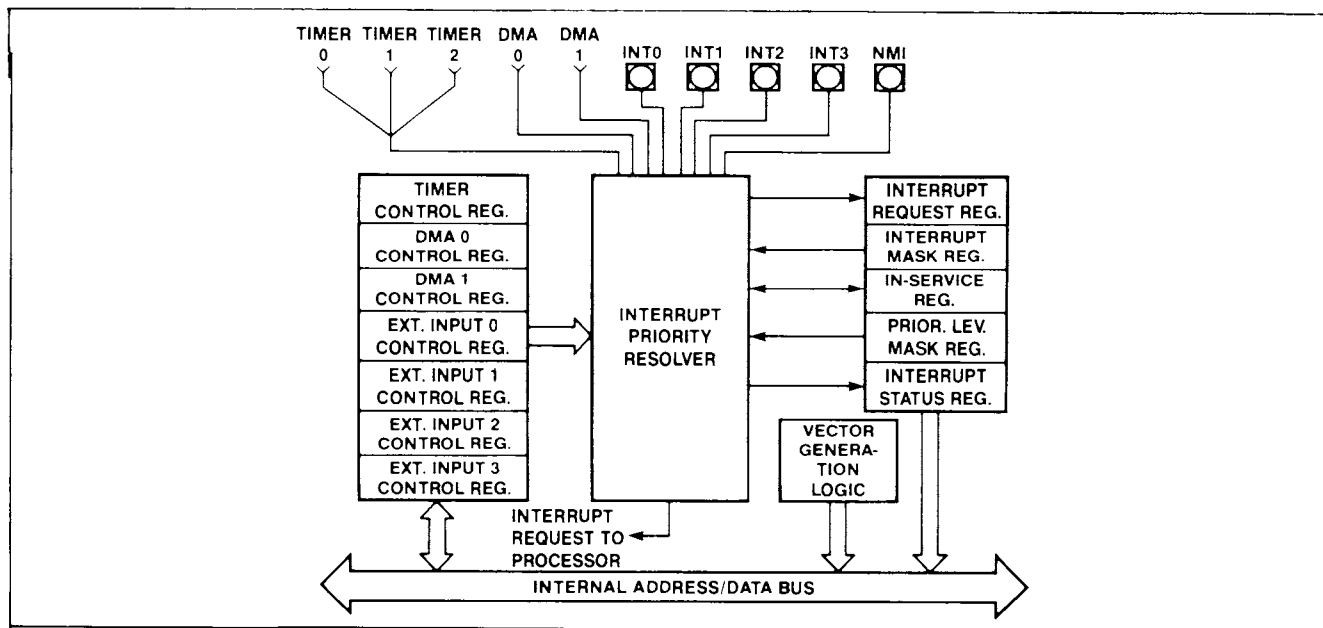 TIMER TIMER TIMER DMA DMA
0 1 2 0 1
INT0 INT1 INT2 INT3 NMI
TIMER
CONTROL REG.
DMA 0
CONTROL REG.
DMA 1
CONTROL REG.
EXT. INPUT 0
CONTROL REG.
EXT. INPUT 1
CONTROL REG.
EXT. INPUT 2
CONTROL REG.
EXT. INPUT 3
CONTROL REG.
INTERRUPT
PRIORITY
RESOLVER
INTERRUPT
REQUEST REG.
INTERRUPT
MASK REG.
IN-SERVICE
REG.
PRIOR. LEV.
MASK REG.
INTERRUPT
STATUS REG.
VECTOR
GENERA-
TION
LOGIC
INTERRUPT
REQUEST TO
PROCESSOR
INTERNAL ADDRESS/DATA BUS